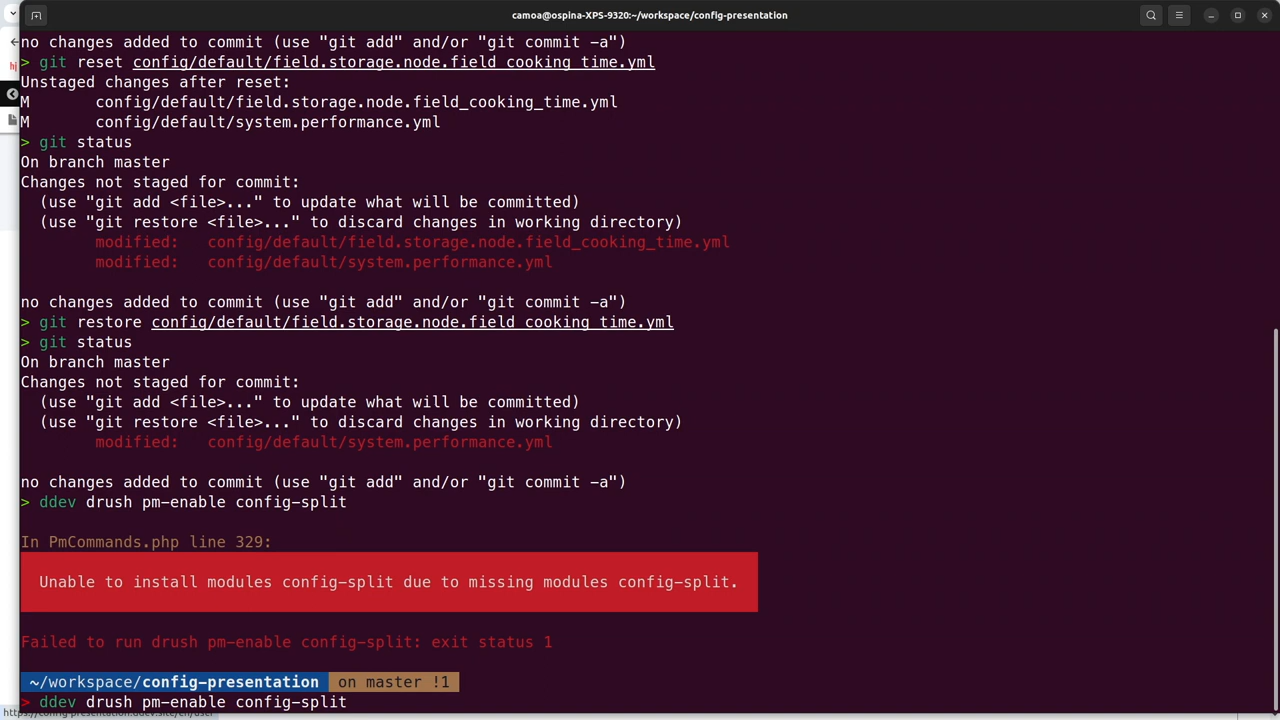 camoa@ospina-XPS-9320:~/workspace/config-presentation
no changes added to commit (use "git add" and/or "git commit -a")
> git reset config/default/field.storage.node.field_cooking_time.yml
Unstaged changes after reset:
M       config/default/field.storage.node.field_cooking_time.yml
M       config/default/system.performance.yml
> git status
On branch master
Changes not staged for commit:
  (use "git add <file>..." to update what will be committed)
  (use "git restore <file>..." to discard changes in working directory)
        modified:   config/default/field.storage.node.field_cooking_time.yml
        modified:   config/default/system.performance.yml
no changes added to commit (use "git add" and/or "git commit -a")
> git restore config/default/field.storage.node.field_cooking_time.yml
> git status
On branch master
Changes not staged for commit:
  (use "git add <file>..." to update what will be committed)
  (use "git restore <file>..." to discard changes in working directory)
        modified:   config/default/system.performance.yml
no changes added to commit (use "git add" and/or "git commit -a")
> ddev drush pm-enable config-split
In PmCommands.php line 329:
Unable to install modules config-split due to missing modules config-split.
Failed to run drush pm-enable config-split: exit status 1
~/workspace/config-presentation on master !1
> ddev drush pm-enable config-split